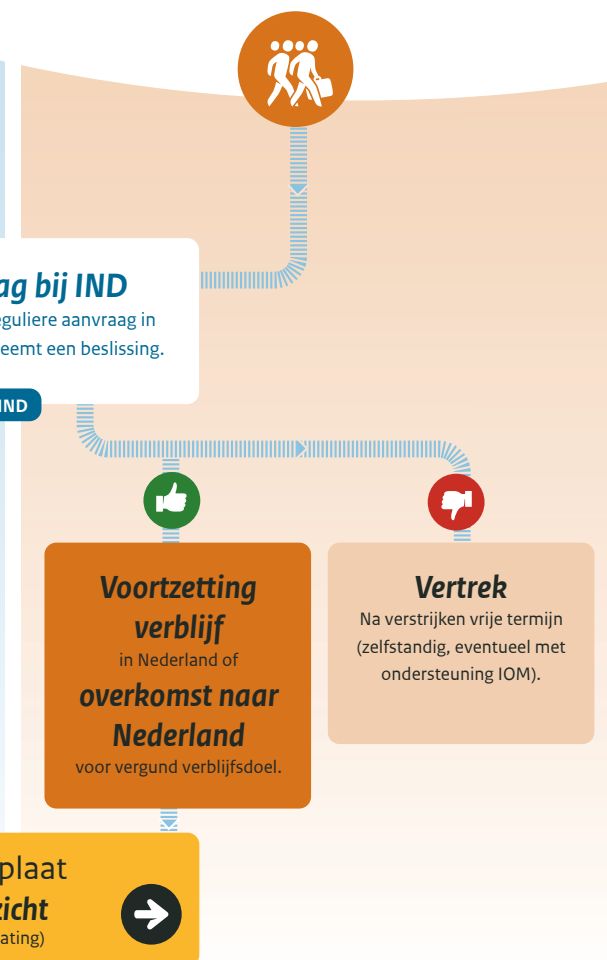 ag bij IND
eguliere aanvraag in
eemt een beslissing.
IND
Voortzetting
verblijf
in Nederland of
overkomst naar
Nederland
voor vergund verblijfsdoel.
Vertrek
Na verstrijken vrije termijn
(zelfstandig, eventueel met
ondersteuning IOM).
plaat
zicht
ating)